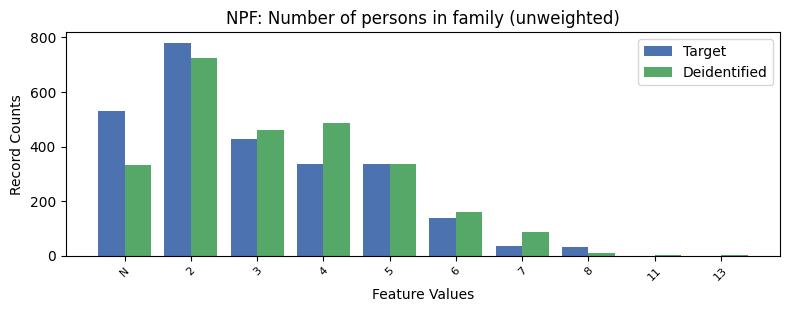 NPF: Number of persons in family (unweighted)
Target
Deidentified
Record Counts
800
600
400
200
0
N 2 3 4 5 6 7 8 11 13
Feature Values